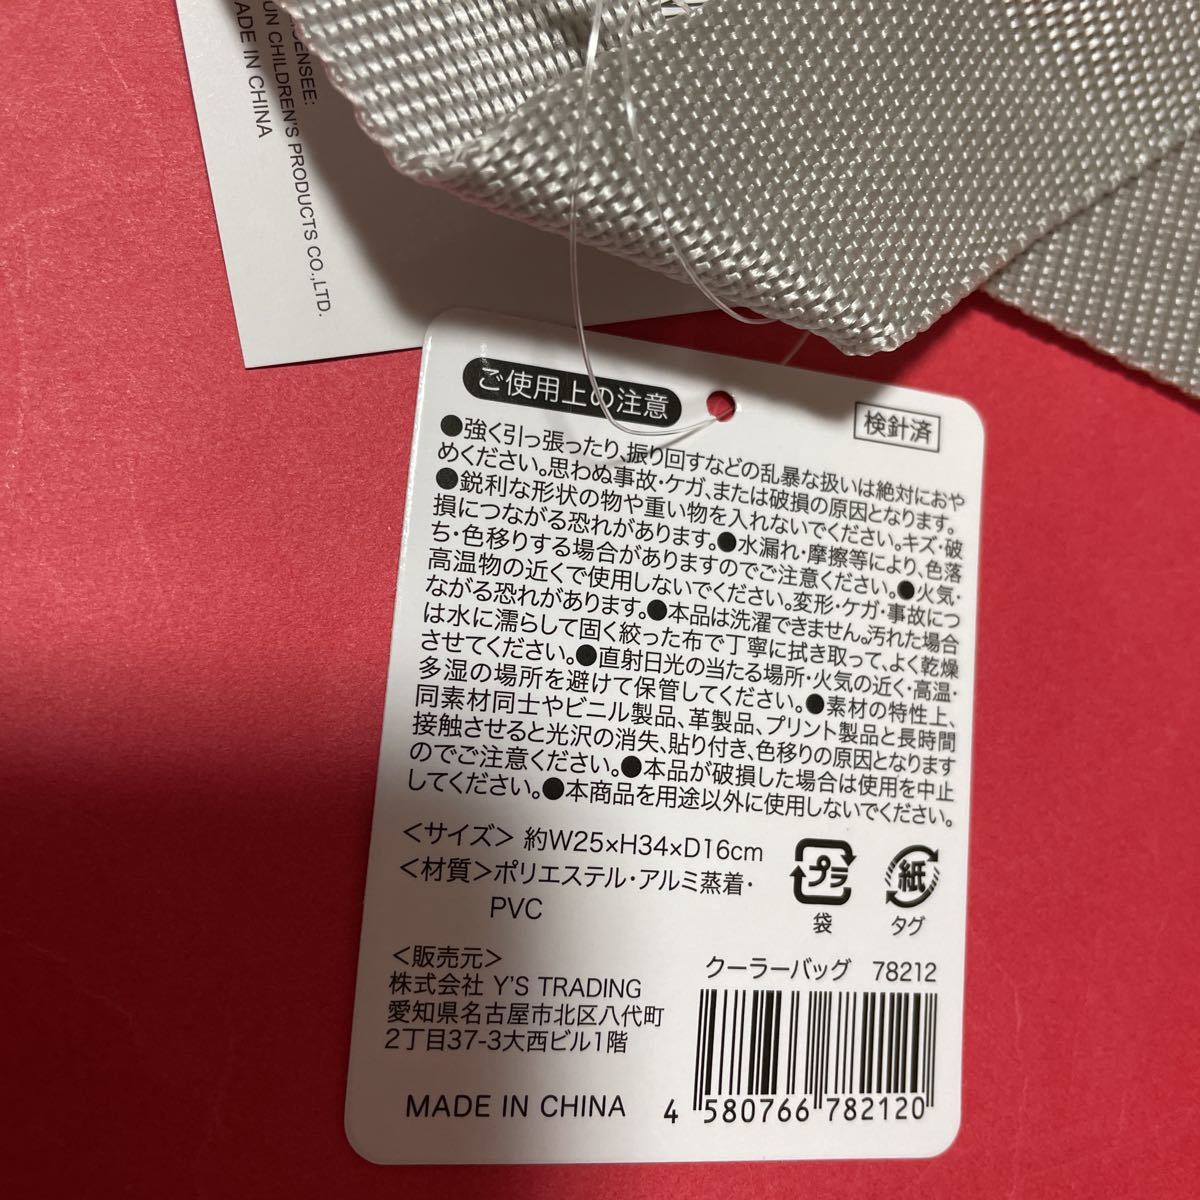 ENSEE:
UN CHILDREN'S PRODUCTS CO.,LTD.
ADE IN CHINA
ご使用上の注意
検針済
●強く引っ張ったり、振り回すなどの乱暴な扱いは絶対におや
めください。思わぬ事故・ケガ、または破損の原因となります。
●鋭利な形状の物や重い物を入れないでください。キズ・破
損につながる恐れがあります。●水漏れ・摩擦等により、色落
ち・色移りする場合がありますのでご注意ください。●火気・
高温物の近くで使用しないでください。変形・ケガ・事故につ
ながる恐れがあります。●本品は洗濯できません。汚れた場合
は水に濡らして固く絞った布で丁寧に拭き取って、よく乾燥
させてください。●直射日光の当たる場所・火気の近く・高温・
多湿の場所を避けて保管してください。●素材の特性上、
同素材同士やビニル製品、革製品、プリント製品と長時間
接触させると光沢の消失、貼り付き、色移りの原因となります
のでご注意ください。●本品が破損した場合は使用を中止
してください。●本商品を用途以外に使用しないでください。
＜サイズ＞ 約W25×H34×D16cm
＜材質＞ポリエステル・アルミ蒸着・
PVC
プラ
袋
紙
タグ
＜販売元＞
株式会社 Y'S TRADING
愛知県名古屋市北区八代町
2丁目37-3大西ビル1階
MADE IN CHINA
クーラーバッグ 78212
4 580766 782120